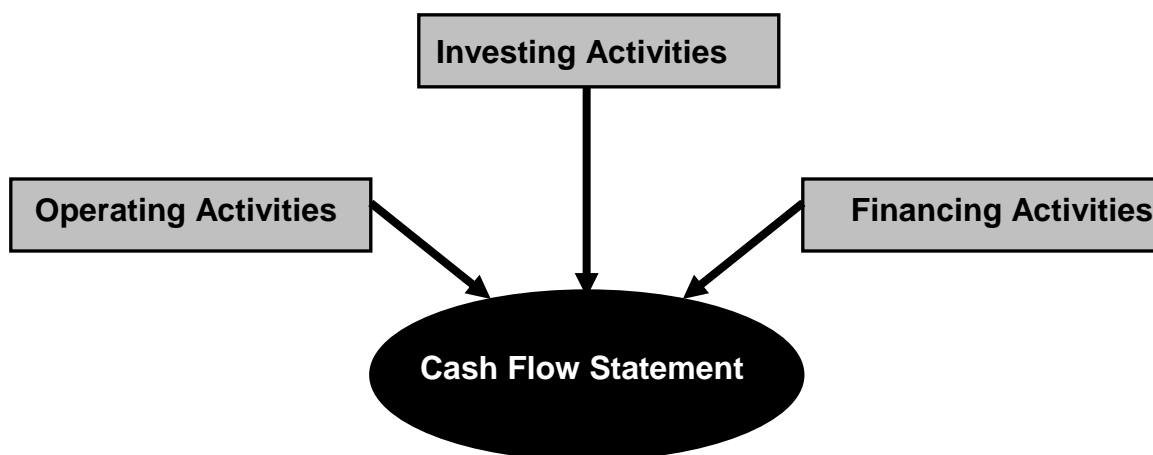 Investing Activities
Operating Activities
Financing Activities
Cash Flow Statement